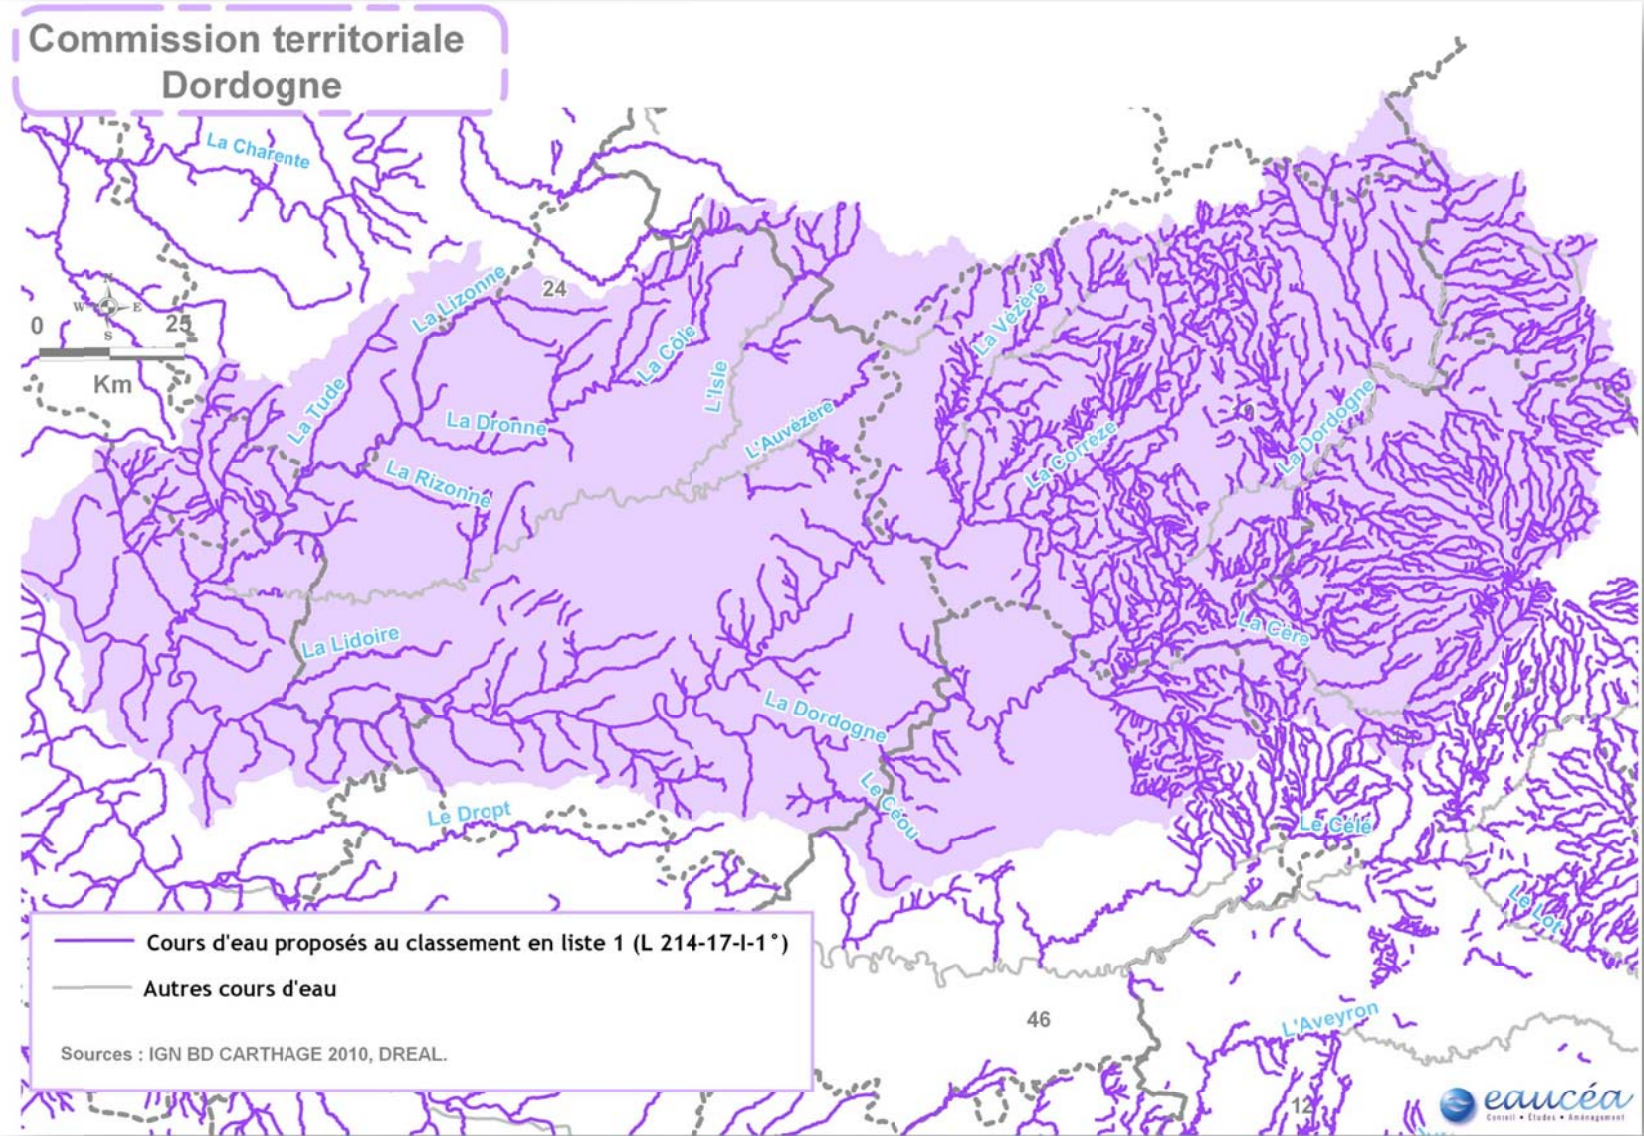 Commission territoriale
Dordogne
La Charente
24
La Lizonne
N
W
E
S
0
25
Km
La Tude
La Côle
L'Isle
La Vézère
La Dronne
L'Auvézère
La Dordogne
La Corrèze
La Rizonne
La Cère
La Lidoire
La Dordogne
Le Céou
Le Dropt
Le Célé
Le Lot
Cours d'eau proposés au classement en liste 1 (L 214-17-I-1°)
Autres cours d'eau
Sources : IGN BD CARTHAGE 2010, DREAL.
46
L'Aveyron
12
eaucéa
Conseil • Études • Aménagement